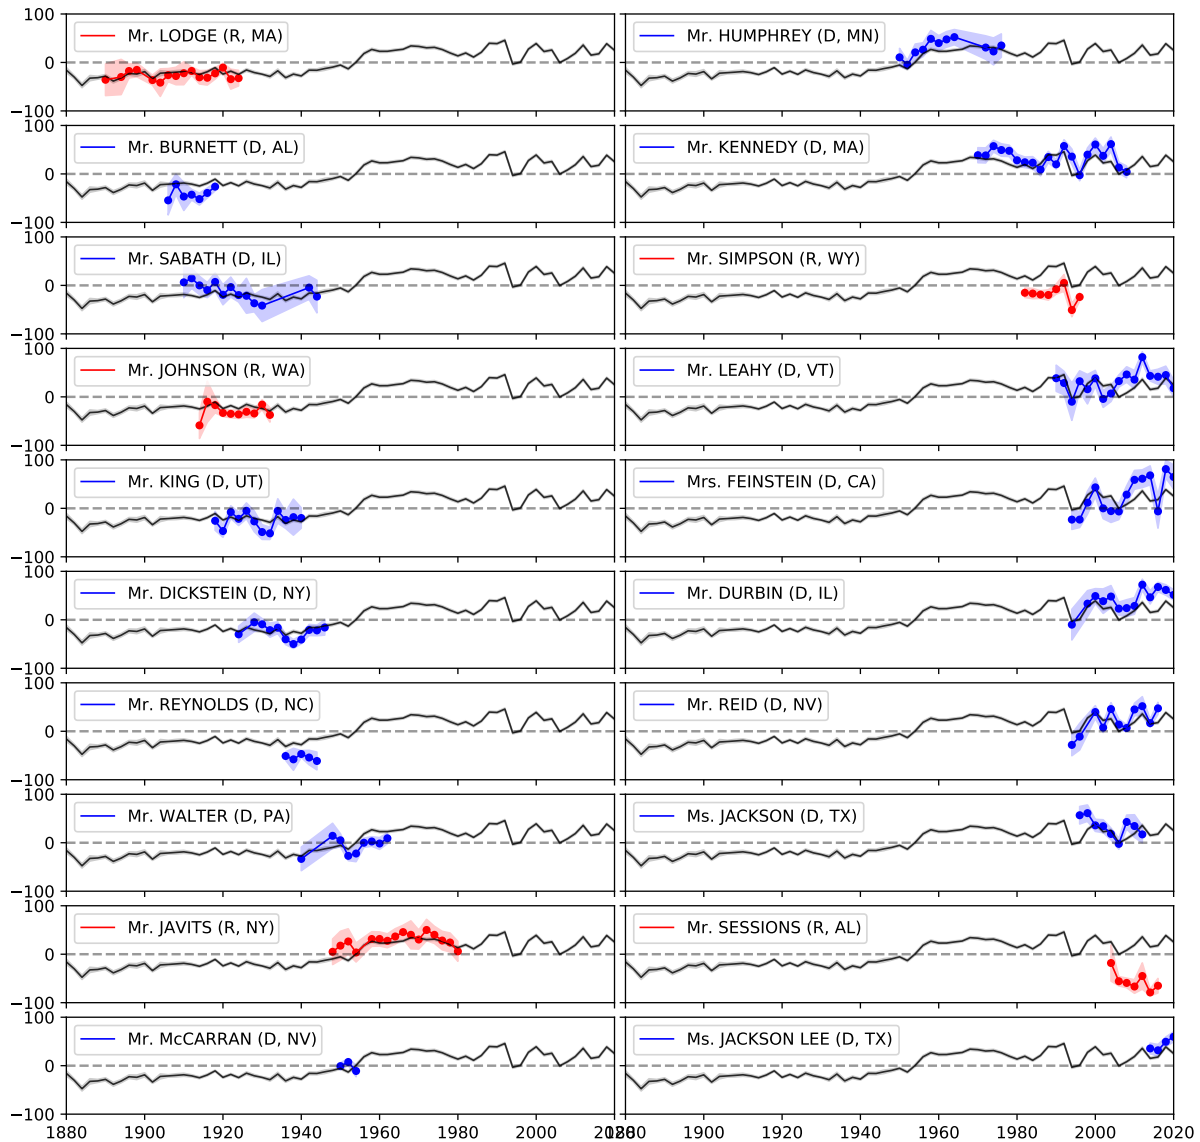 100
0
−100
Mr. LODGE (R, MA)
Mr. HUMPHREY (D, MN)
100
0
−100
Mr. BURNETT (D, AL)
Mr. KENNEDY (D, MA)
100
0
−100
Mr. SABATH (D, IL)
Mr. SIMPSON (R, WY)
100
0
−100
Mr. JOHNSON (R, WA)
Mr. LEAHY (D, VT)
100
0
−100
Mr. KING (D, UT)
Mrs. FEINSTEIN (D, CA)
100
0
−100
Mr. DICKSTEIN (D, NY)
Mr. DURBIN (D, IL)
100
0
−100
Mr. REYNOLDS (D, NC)
Mr. REID (D, NV)
100
0
−100
Mr. WALTER (D, PA)
Ms. JACKSON (D, TX)
100
0
−100
Mr. JAVITS (R, NY)
Mr. SESSIONS (R, AL)
100
0
−100
Mr. McCARRAN (D, NV)
Ms. JACKSON LEE (D, TX)
1880 1900 1920 1940 1960 1980 2000 2020
1880 1900 1920 1940 1960 1980 2000 2020